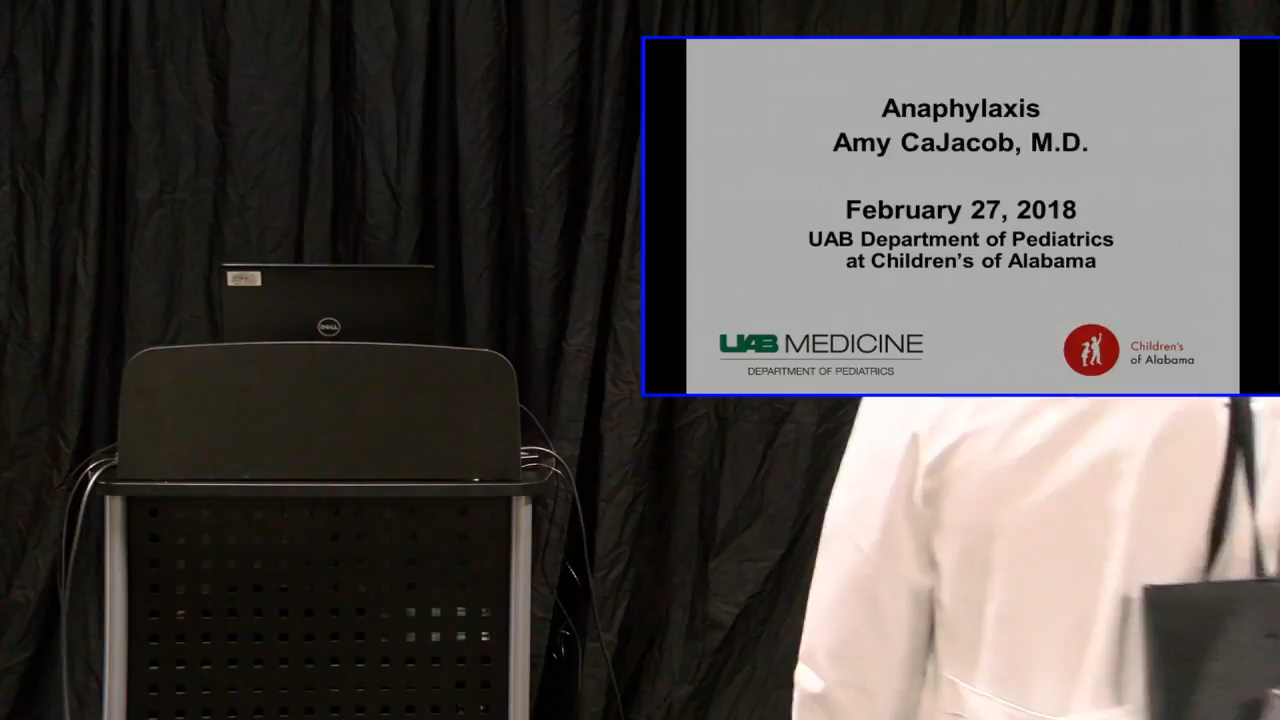 Anaphylaxis
Amy CaJacob, M.D.
February 27, 2018
UAB Department of Pediatrics
at Children's of Alabama
UAB MEDICINE
DEPARTMENT OF PEDIATRICS
Children's
of Alabama
DELL